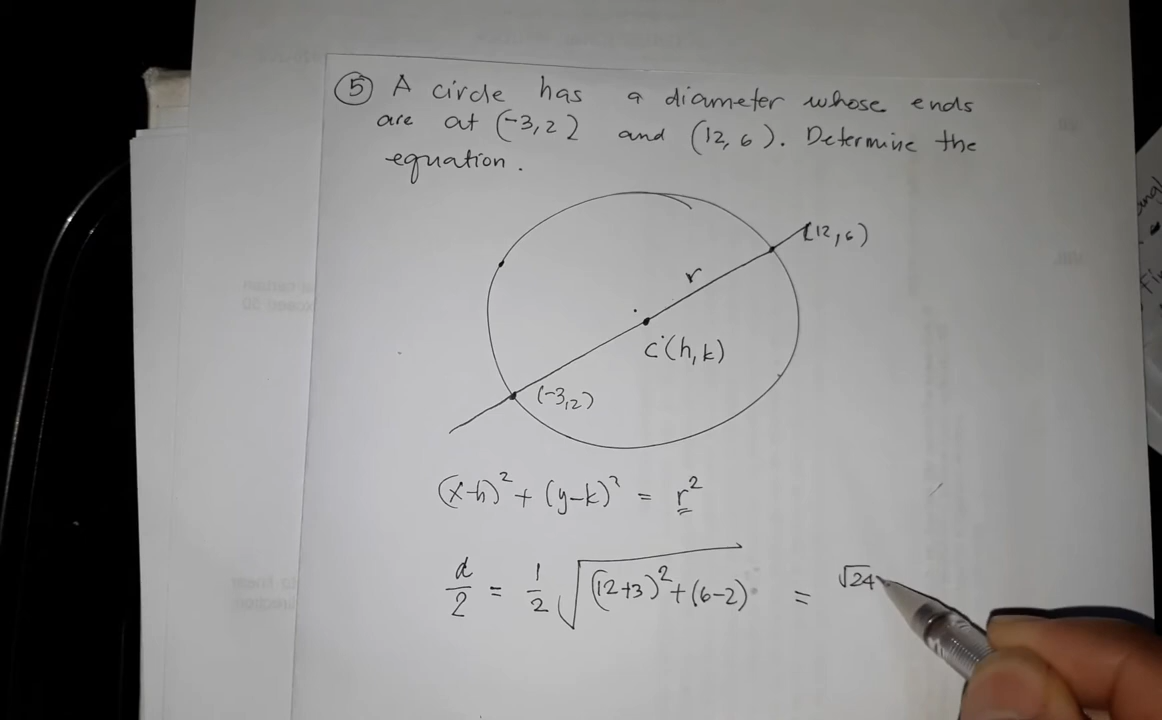 ⑤ A circle has a diameter whose ends
are at (-3,2) and (12,6). Determine the
equation.
(12,6)
r
C(h,k)
(-3,2)
(x-h)² + (y-k)² = r²
d/2 = 1/2 √(12+3)²+(6-2) = √24